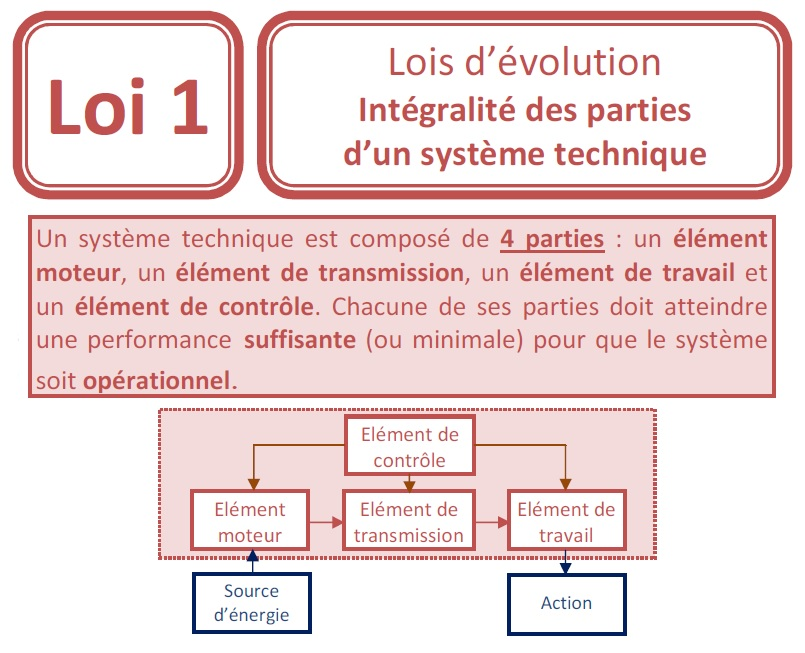 Loi 1
Lois d’évolution
Intégralité des parties
d’un système technique
Un système technique est composé de 4 parties : un élément
moteur, un élément de transmission, un élément de travail et
un élément de contrôle. Chacune de ses parties doit atteindre
une performance suffisante (ou minimale) pour que le système
soit opérationnel.
Elément de
contrôle
Elément
moteur
Elément de
transmission
Elément de
travail
Source
d’énergie
Action